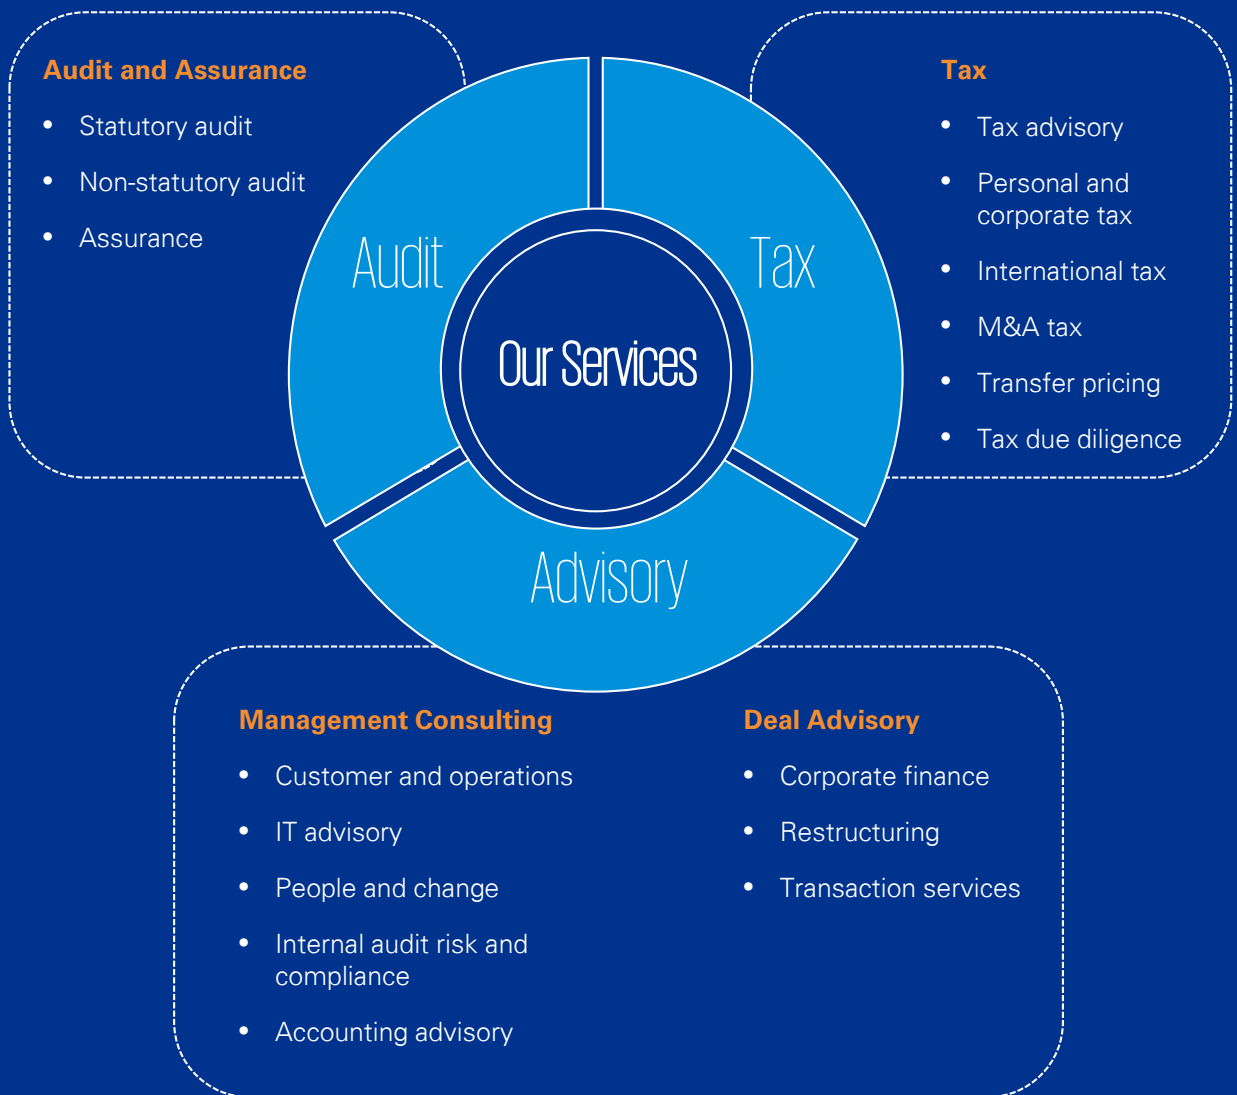 Audit and Assurance
• Statutory audit
• Non-statutory audit
• Assurance
Tax
• Tax advisory
• Personal and
corporate tax
• International tax
• M&A tax
• Transfer pricing
• Tax due diligence
Audit
Tax
Our Services
Advisory
Management Consulting
• Customer and operations
• IT advisory
• People and change
• Internal audit risk and
compliance
• Accounting advisory
Deal Advisory
• Corporate finance
• Restructuring
• Transaction services